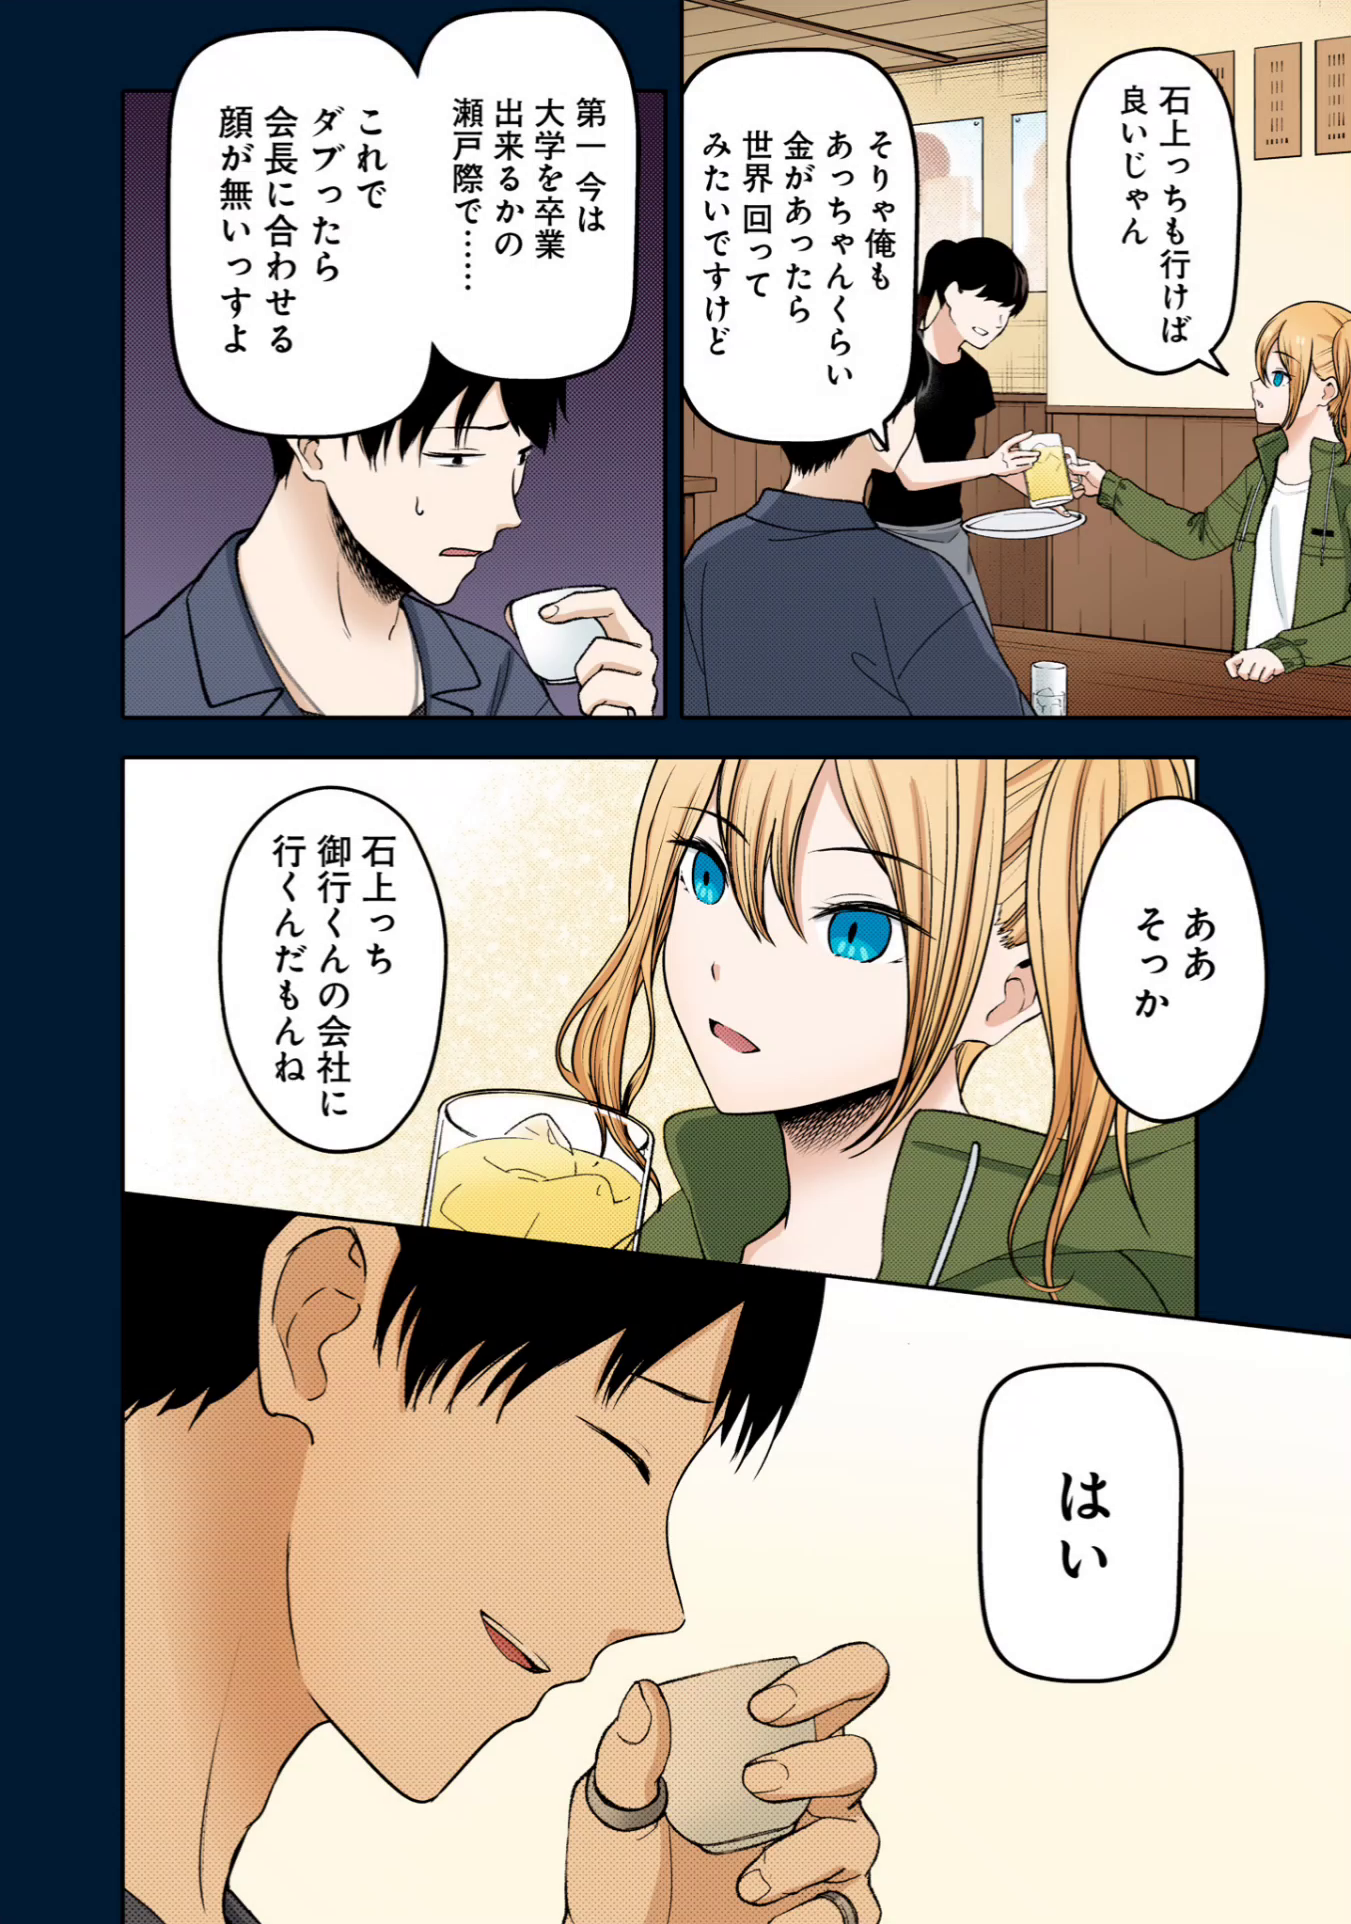 石上っちも行けば
良いじゃん
そりゃ俺も
あっちゃんくらい
金があったら
世界回って
みたいですけど
第一今は
大学を卒業
出来るかの
瀬戸際で……
これで
ダブったら
会長に合わせる
顔が無いっすよ
ああ
そっか
石上っち
御行くんの会社に
行くんだもんね
はい